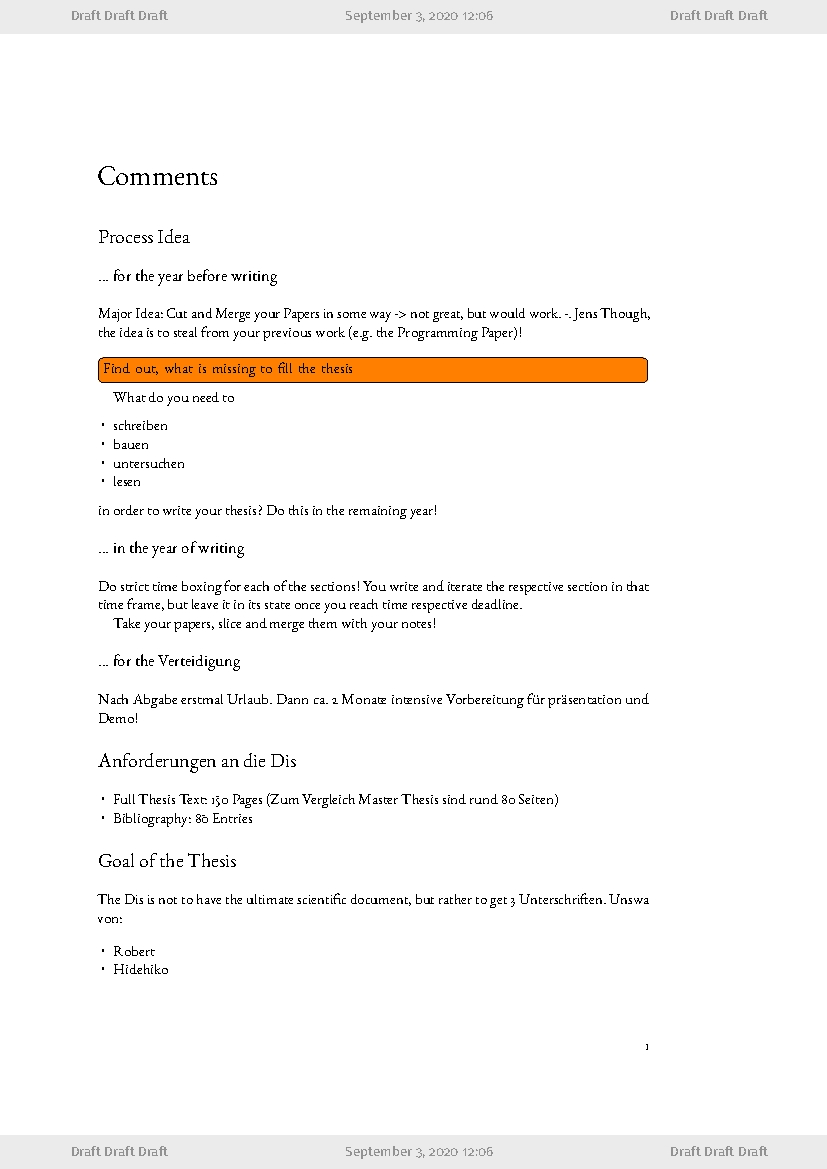 Draft Draft Draft September 3, 2020 12:06 Draft Draft Draft
Comments
Process Idea
... for the year before writing
Major Idea: Cut and Merge your Papers in some way -> not great, but would work. -. Jens Though,
the idea is to steal from your previous work (e.g. the Programming Paper)!
Find out, what is missing to fill the thesis
What do you need to
• schreiben
• bauen
• untersuchen
• lesen
in order to write your thesis? Do this in the remaining year!
... in the year of writing
Do strict time boxing for each of the sections! You write and iterate the respective section in that
time frame, but leave it in its state once you reach time respective deadline.
Take your papers, slice and merge them with your notes!
... for the Verteidigung
Nach Abgabe erstmal Urlaub. Dann ca. 2 Monate intensive Vorbereitung für präsentation und
Demo!
Anforderungen an die Dis
• Full Thesis Text: 150 Pages (Zum Vergleich Master Thesis sind rund 80 Seiten)
• Bibliography: 80 Entries
Goal of the Thesis
The Dis is not to have the ultimate scientific document, but rather to get 3 Unterschriften. Unswa
von:
• Robert
• Hidehiko
1
Draft Draft Draft September 3, 2020 12:06 Draft Draft Draft